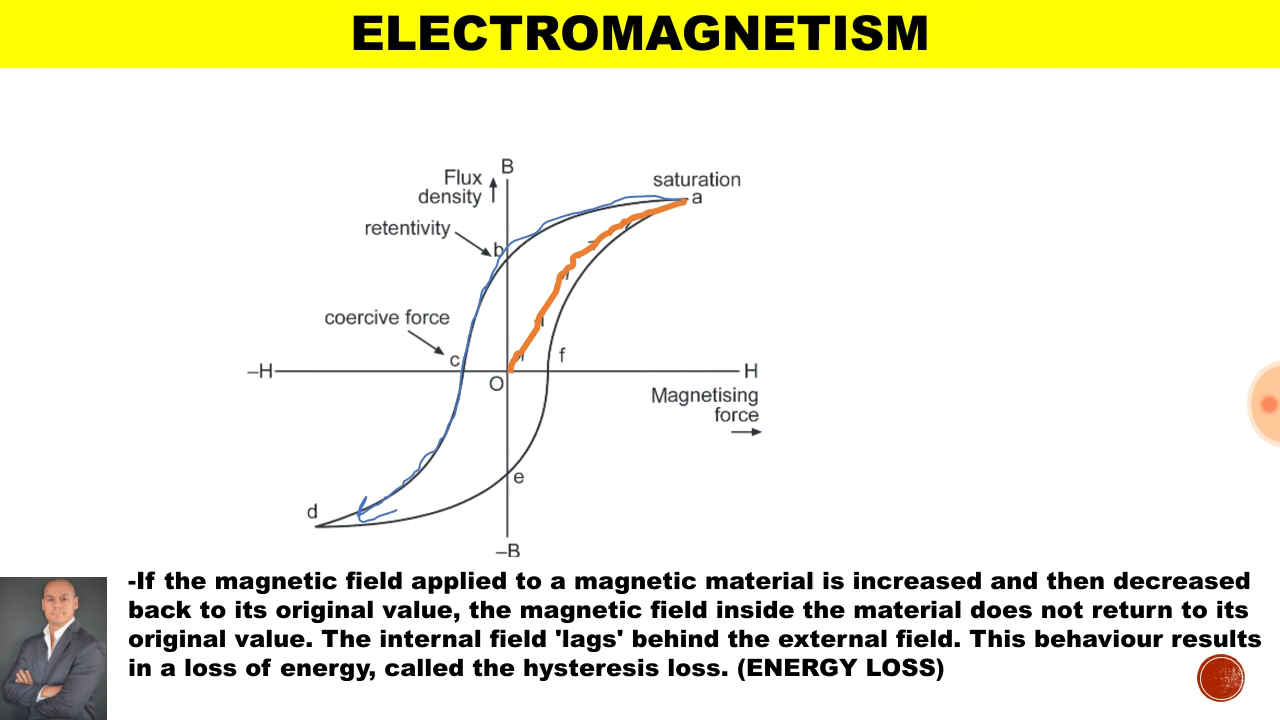 ELECTROMAGNETISM
B
Flux
density
saturation
a
retentivity
b
coercive force
c
f
–H
H
O
Magnetising
force
e
d
–B
-If the magnetic field applied to a magnetic material is increased and then decreased
back to its original value, the magnetic field inside the material does not return to its
original value. The internal field 'lags' behind the external field. This behaviour results
in a loss of energy, called the hysteresis loss. (ENERGY LOSS)